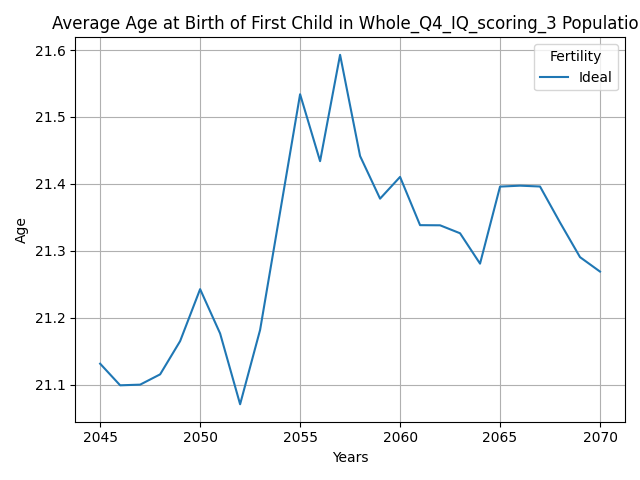 Average Age at Birth of First Child in Whole_Q4_IQ_scoring_3 Populatio
Fertility
Ideal
21.6
21.5
21.4
21.3
21.2
21.1
Age
2045 2050 2055 2060 2065 2070
Years